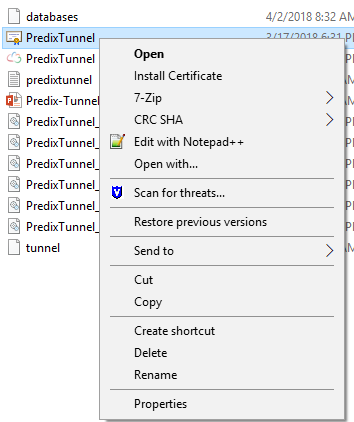 databases 4/2/2018 8:32 AM
PredixTunnel 3/17/2018 6:31 P
PredixTunnel
predixtunnel
Predix-Tunnel
PredixTunnel_
PredixTunnel_
PredixTunnel_
PredixTunnel_
PredixTunnel_
PredixTunnel_
tunnel
Open
Install Certificate
7-Zip
CRC SHA
Edit with Notepad++
Open with...
Scan for threats...
Restore previous versions
Send to
Cut
Copy
Create shortcut
Delete
Rename
Properties